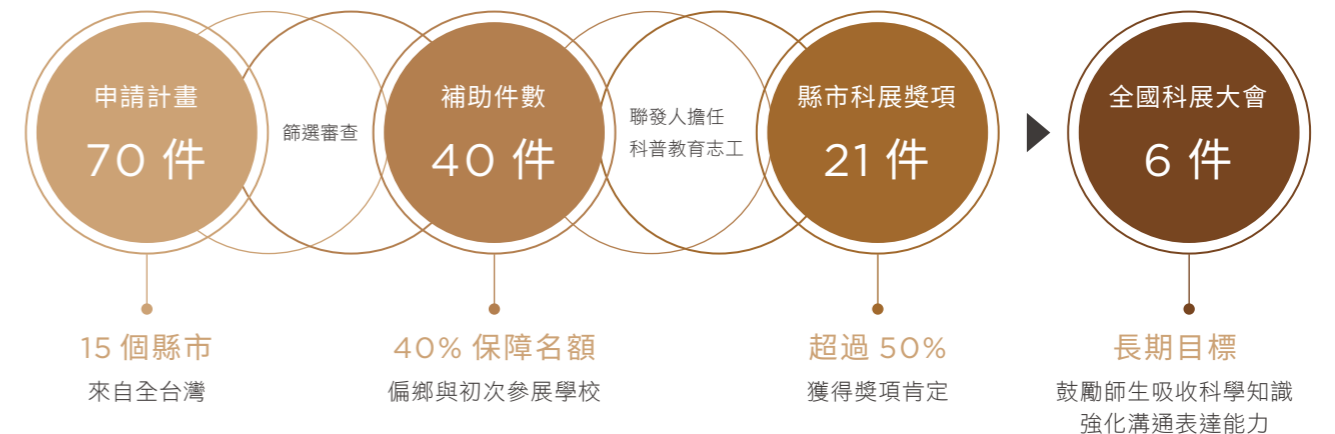 申請計畫
70 件
篩選審查
補助件數
40 件
聯發人擔任
科普教育志工
縣市科展獎項
21 件
全國科展大會
6 件
15 個縣市
來自全台灣
40% 保障名額
偏鄉與初次參展學校
超過 50%
獲得獎項肯定
長期目標
鼓勵師生吸收科學知識
強化溝通表達能力